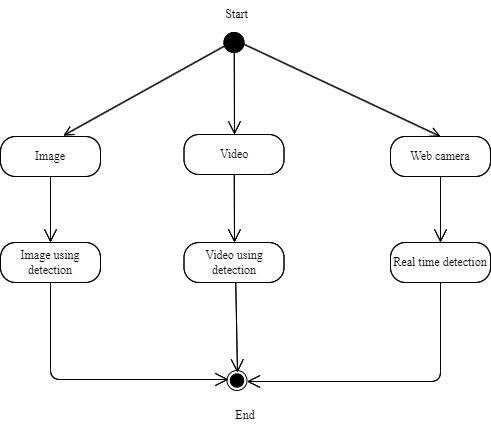 Start
Image
Video
Web camera
Image using
detection
Video using
detection
Real time detection
End